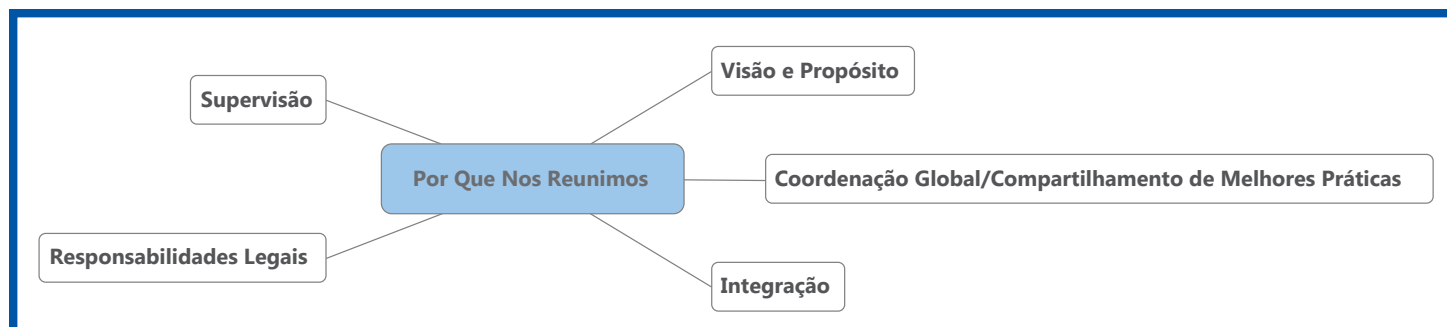 Visão e Propósito
Supervisão
Por Que Nos Reunimos
Coordenação Global/Compartilhamento de Melhores Práticas
Responsabilidades Legais
Integração